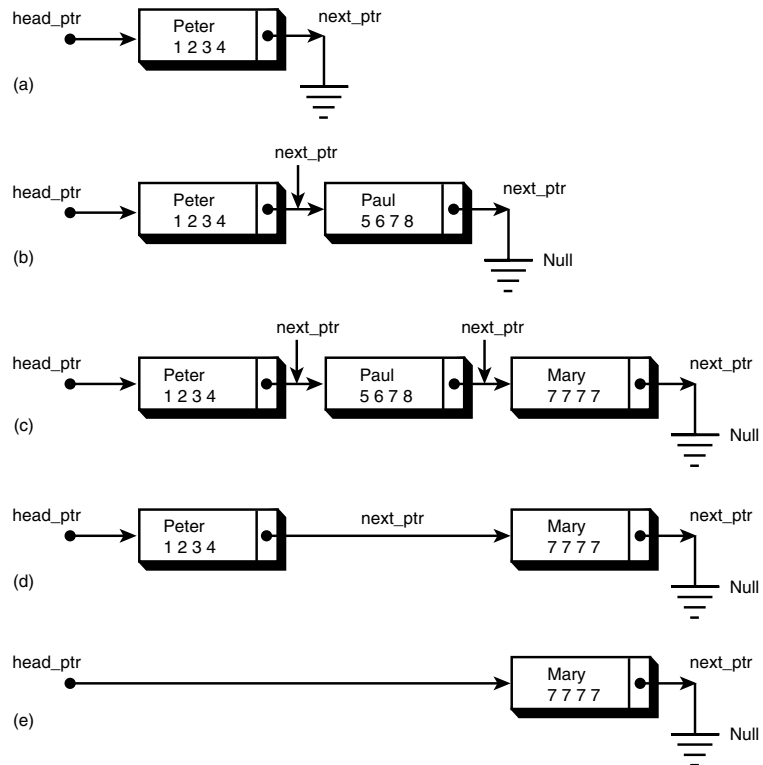 head_ptr
Peter
1 2 3 4
next_ptr
(a)
head_ptr
Peter
1 2 3 4
next_ptr
Paul
5 6 7 8
next_ptr
Null
(b)
head_ptr
Peter
1 2 3 4
next_ptr
Paul
5 6 7 8
next_ptr
Mary
7 7 7 7
next_ptr
Null
(c)
head_ptr
Peter
1 2 3 4
next_ptr
Mary
7 7 7 7
next_ptr
Null
(d)
head_ptr
Mary
7 7 7 7
next_ptr
Null
(e)